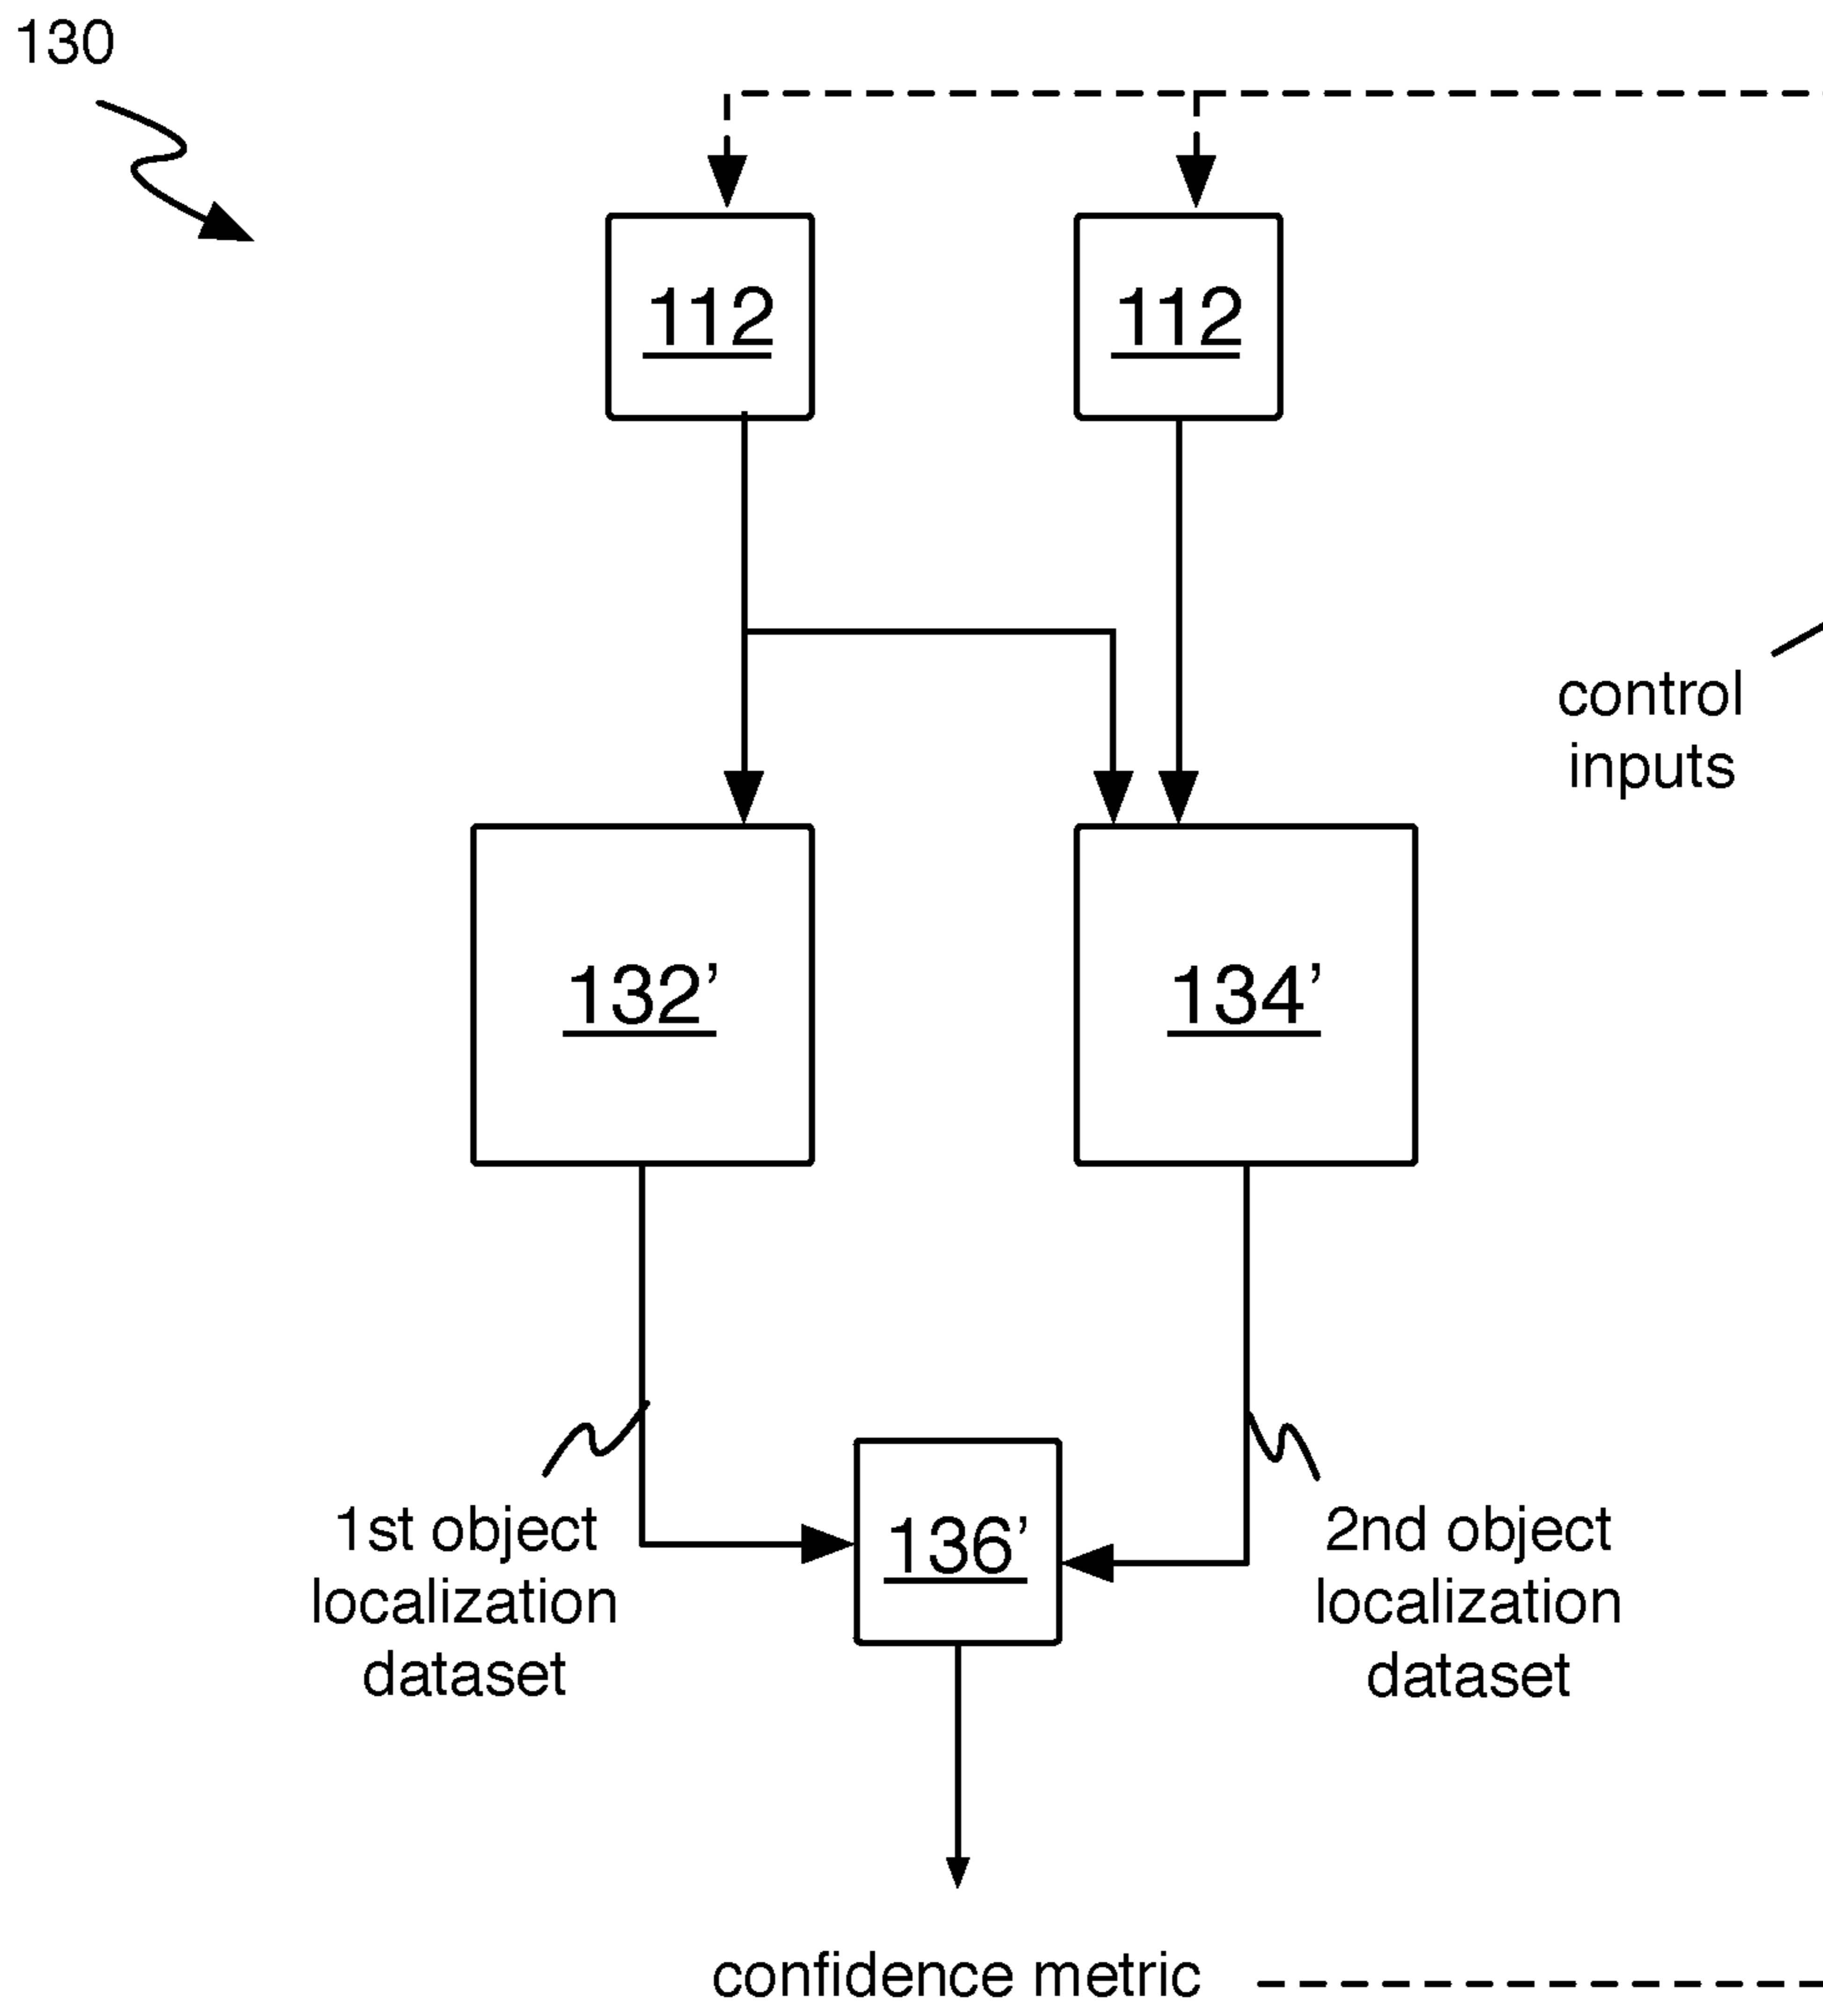 130
112
112
control
inputs
132’
134’
136’
1st object
localization
dataset
2nd object
localization
dataset
confidence metric